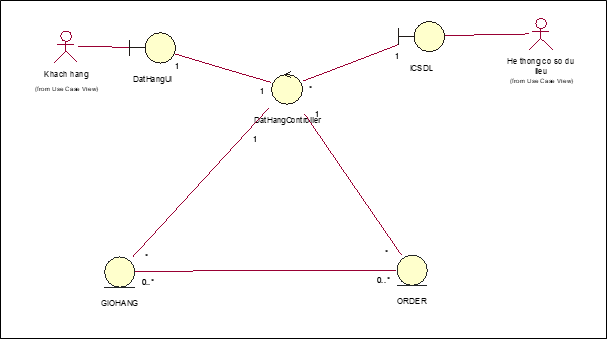 Khach hang
(from Use Case View)
DatHangUI
1
1
DatHangController
*
1
ICSDL
He thong co so du
lieu
(from Use Case View)
1
1
*
0..*
GIOHANG
*
0..*
ORDER